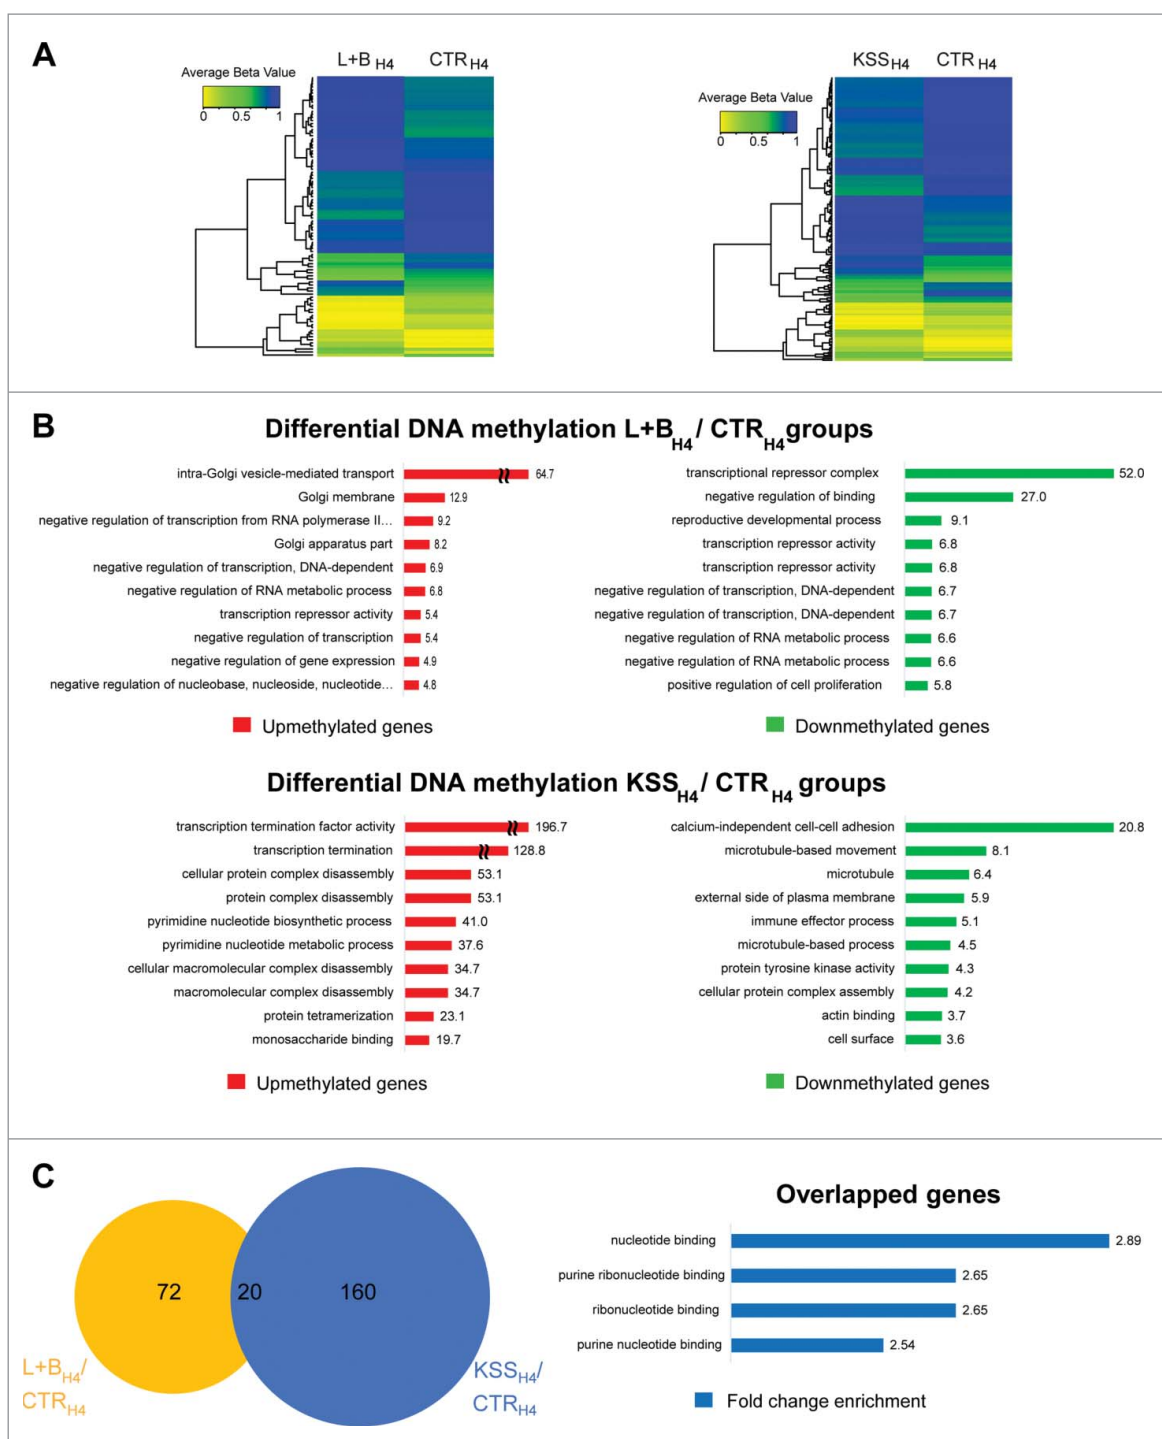 A
L+B H4 CTR H4
Average Beta Value
0 0.5 1
KSS H4 CTR H4
Average Beta Value
0 0.5 1
B
Differential DNA methylation L+B H4 / CTR H4 groups
intra-Golgi vesicle-mediated transport 64.7
Golgi membrane 12.9
negative regulation of transcription from RNA polymerase II… 9.2
Golgi apparatus part 8.2
negative regulation of transcription, DNA-dependent 6.9
negative regulation of RNA metabolic process 6.8
transcription repressor activity 5.4
negative regulation of transcription 5.4
negative regulation of gene expression 4.9
negative regulation of nucleobase, nucleoside, nucleotide… 4.8
Upmethylated genes
transcriptional repressor complex 52.0
negative regulation of binding 27.0
reproductive developmental process 9.1
transcription repressor activity 6.8
transcription repressor activity 6.8
negative regulation of transcription, DNA-dependent 6.7
negative regulation of transcription, DNA-dependent 6.7
negative regulation of RNA metabolic process 6.6
negative regulation of RNA metabolic process 6.6
positive regulation of cell proliferation 5.8
Downmethylated genes
Differential DNA methylation KSS H4 / CTR H4 groups
transcription termination factor activity 196.7
transcription termination 128.8
cellular protein complex disassembly 53.1
protein complex disassembly 53.1
pyrimidine nucleotide biosynthetic process 41.0
pyrimidine nucleotide metabolic process 37.6
cellular macromolecular complex disassembly 34.7
macromolecular complex disassembly 34.7
protein tetramerization 23.1
monosaccharide binding 19.7
Upmethylated genes
calcium-independent cell-cell adhesion 20.8
microtubule-based movement 8.1
microtubule 6.4
external side of plasma membrane 5.9
immune effector process 5.1
microtubule-based process 4.5
protein tyrosine kinase activity 4.3
cellular protein complex assembly 4.2
actin binding 3.7
cell surface 3.6
Downmethylated genes
C
72 20 160
L+B H4 /
CTR H4
KSS H4 /
CTR H4
Overlapped genes
nucleotide binding 2.89
purine ribonucleotide binding 2.65
ribonucleotide binding 2.65
purine nucleotide binding 2.54
Fold change enrichment